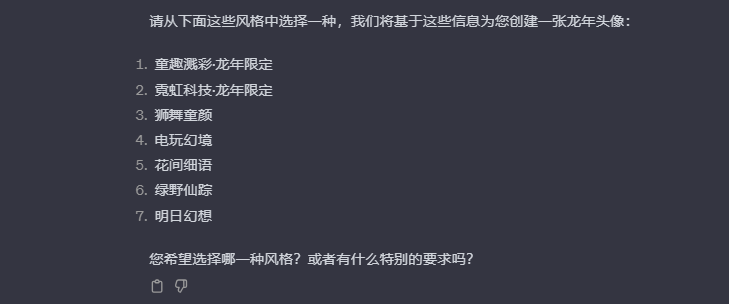 请从下面这些风格中选择一种，我们将基于这些信息为您创建一张龙年头像：
1. 童趣溅彩·龙年限定
2. 霓虹科技·龙年限定
3. 狮舞童颜
4. 电玩幻境
5. 花间细语
6. 绿野仙踪
7. 明日幻想
您希望选择哪一种风格？或者有什么特别的要求吗？